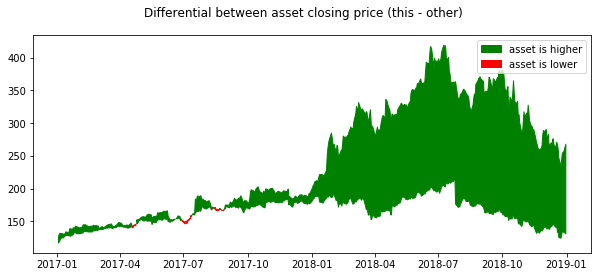 Differential between asset closing price (this - other)
asset is higher
asset is lower
400
350
300
250
200
150
2017-01 2017-04 2017-07 2017-10 2018-01 2018-04 2018-07 2018-10 2019-01